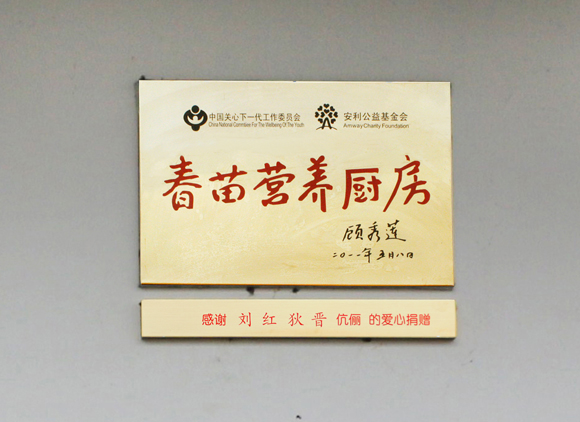 中国关心下一代工作委员会 安利公益基金会
China National Committee For The Wellbeing Of The Youth Amway Charity Foundation
春苗营养厨房
顾秀莲
二〇一一年五月八日
感谢 刘红 狄晋 伉俪 的爱心捐赠